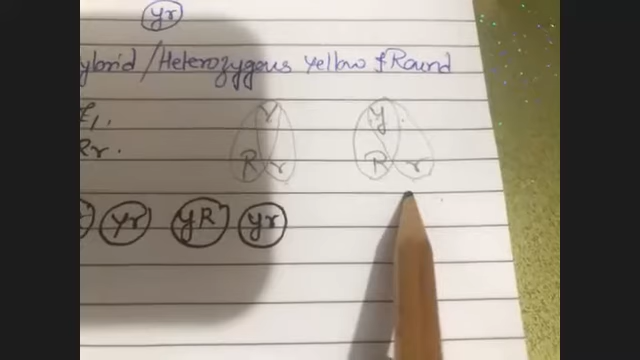 yr
ybrid / Heterozygous Yellow & Round
F1
Rr.
Y y
R r R r
Yr yR yr